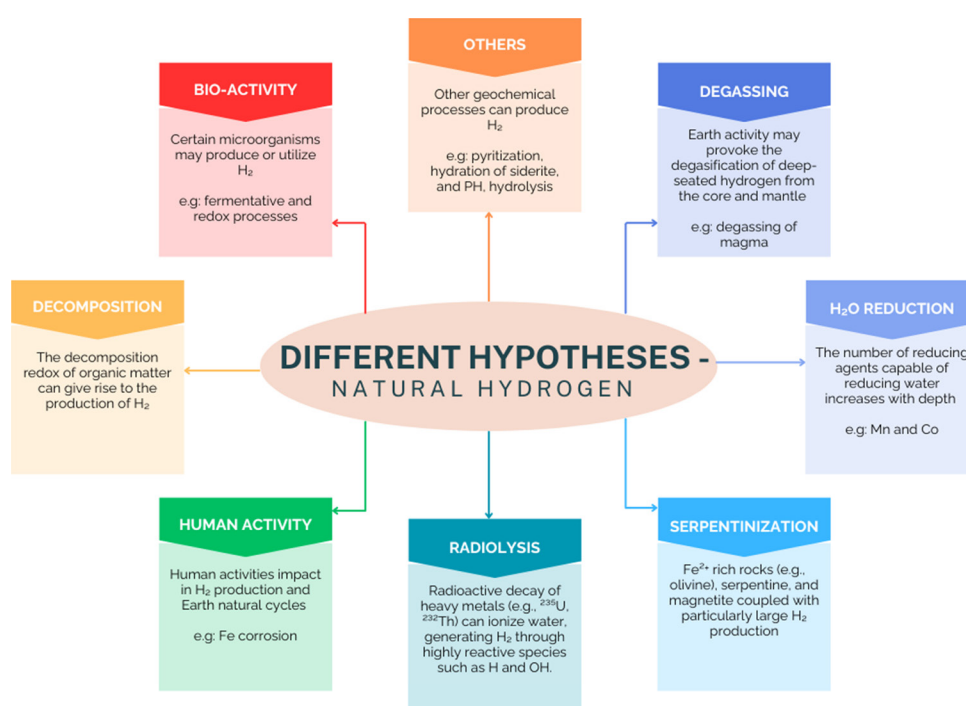 OTHERS
Other geochemical
processes can produce
H₂
e.g: pyritization,
hydration of siderite,
and PH, hydrolysis
BIO-ACTIVITY
Certain microorganisms
may produce or utilize
H₂
e.g: fermentative and
redox processes
DEGASSING
Earth activity may
provoke the
degasification of deep-
seated hydrogen from
the core and mantle
e.g: degassing of
magma
DECOMPOSITION
The decomposition
redox of organic matter
can give rise to the
production of H₂
DIFFERENT HYPOTHESES -
NATURAL HYDROGEN
H₂O REDUCTION
The number of reducing
agents capable of
reducing water
increases with depth
e.g: Mn and Co
HUMAN ACTIVITY
Human activities impact
in H₂ production and
Earth natural cycles
e.g: Fe corrosion
RADIOLYSIS
Radioactive decay of
heavy metals (e.g., ²³⁵U,
²³²Th) can ionize water,
generating H₂ through
highly reactive species
such as H and OH.
SERPENTINIZATION
Fe²⁺ rich rocks (e.g.,
olivine), serpentine, and
magnetite coupled with
particularly large H₂
production